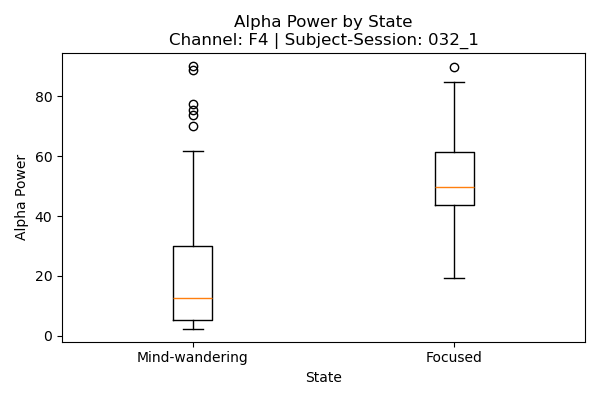 Alpha Power by State
Channel: F4 | Subject-Session: 032_1
Alpha Power
80
60
40
20
0
Mind-wandering
Focused
State